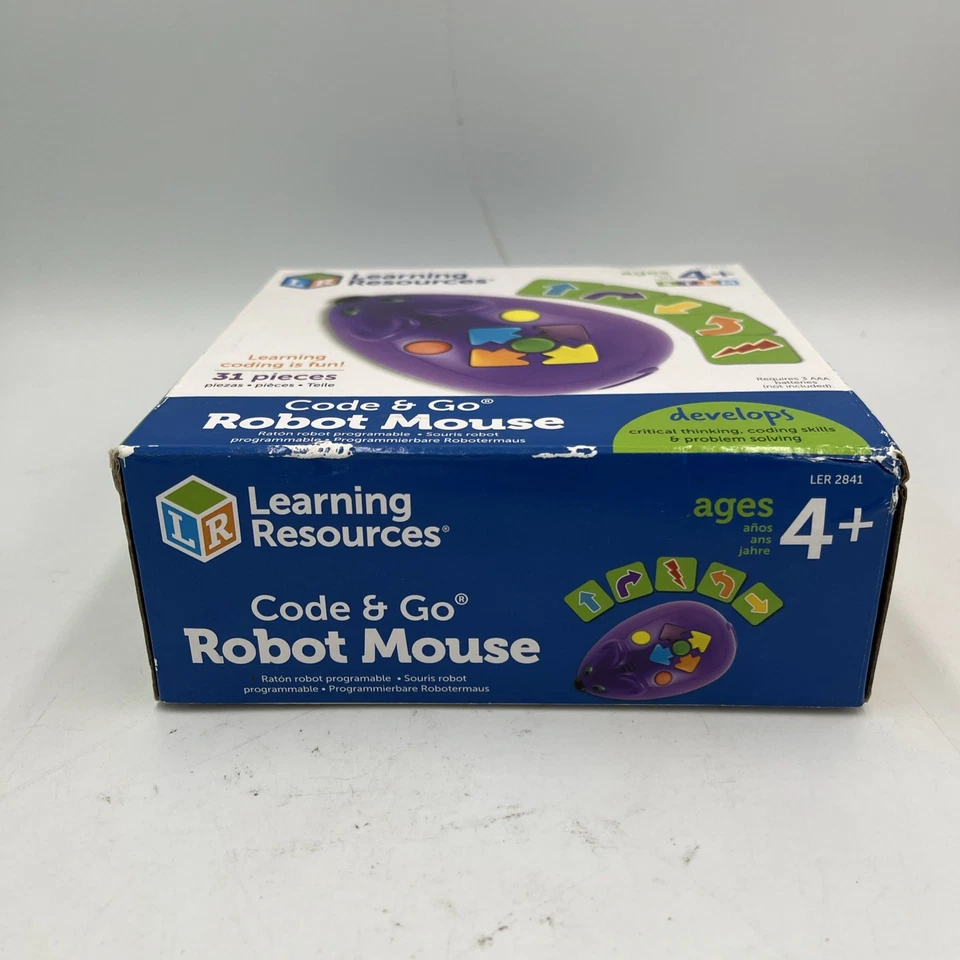 Learning
Resources®
ages
4+
Learning
coding is fun!
31 pieces
piezas • pièces • Teile
Requires 3 AAA
batteries
(not included)
Code & Go®
Robot Mouse
Ratón robot programable • Souris robot
programmable • Programmierbare Robotermaus
develops
critical thinking, coding skills
& problem solving
LER 2841
LR
Learning
Resources®
ages
años
ans
jahre
4+
Code & Go®
Robot Mouse
Ratón robot programable • Souris robot
programmable • Programmierbare Robotermaus